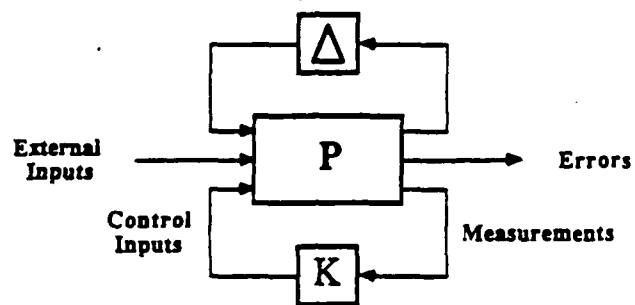 Δ
External
Inputs
P
Errors
Control
Inputs
Measurements
K